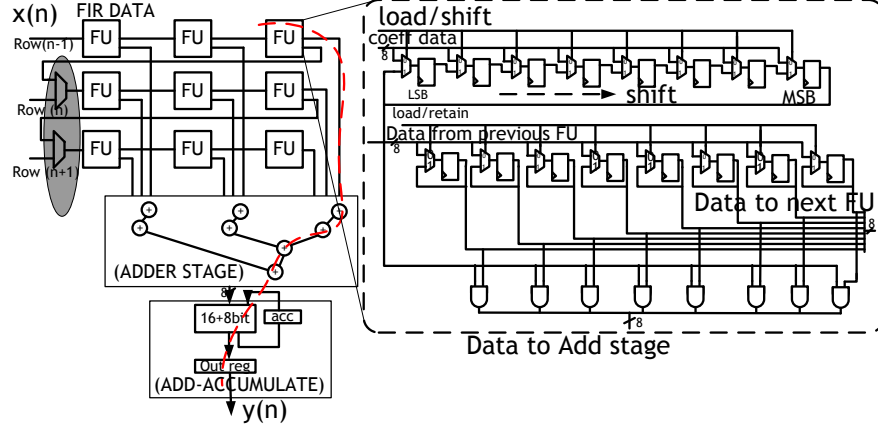 x(n) FIR DATA
Row(n-1) FU FU FU
Row (n) FU FU FU
Row (n+1) FU FU FU
+ +
+ + + +
+
+
(ADDER STAGE)
8
16+8bit acc
Out reg
(ADD-ACCUMULATE)
y(n)
load/shift
coeff data
8
LSB shift MSB
load/retain
Data from previous FU
8
Data to next FU
8
8
Data to Add stage